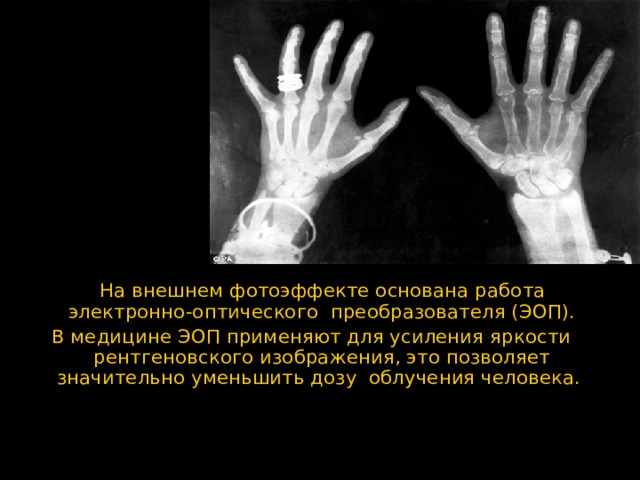 ©PA
На внешнем фотоэффекте основана работа
электронно-оптического преобразователя (ЭОП).
В медицине ЭОП применяют для усиления яркости
рентгеновского изображения, это позволяет
значительно уменьшить дозу облучения человека.